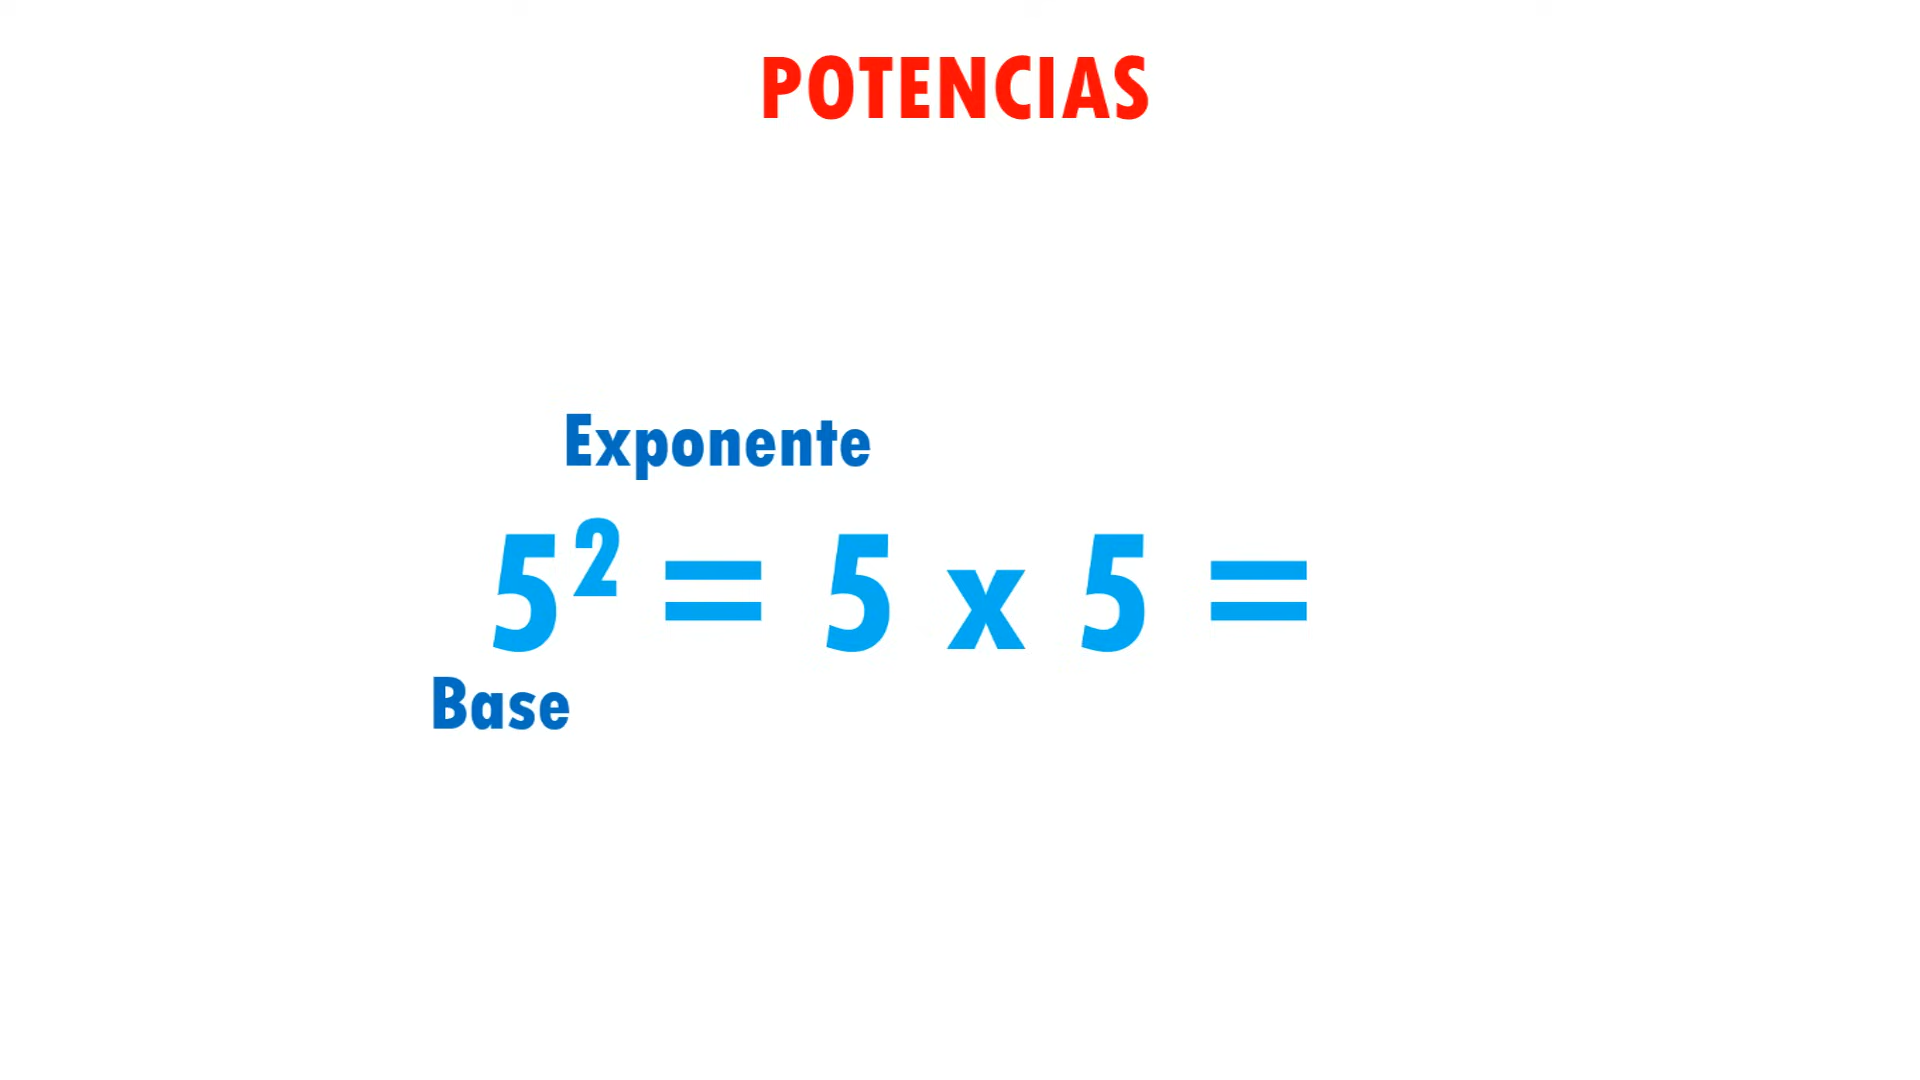 POTENCIAS
Exponente
5² = 5 x 5 =
Base